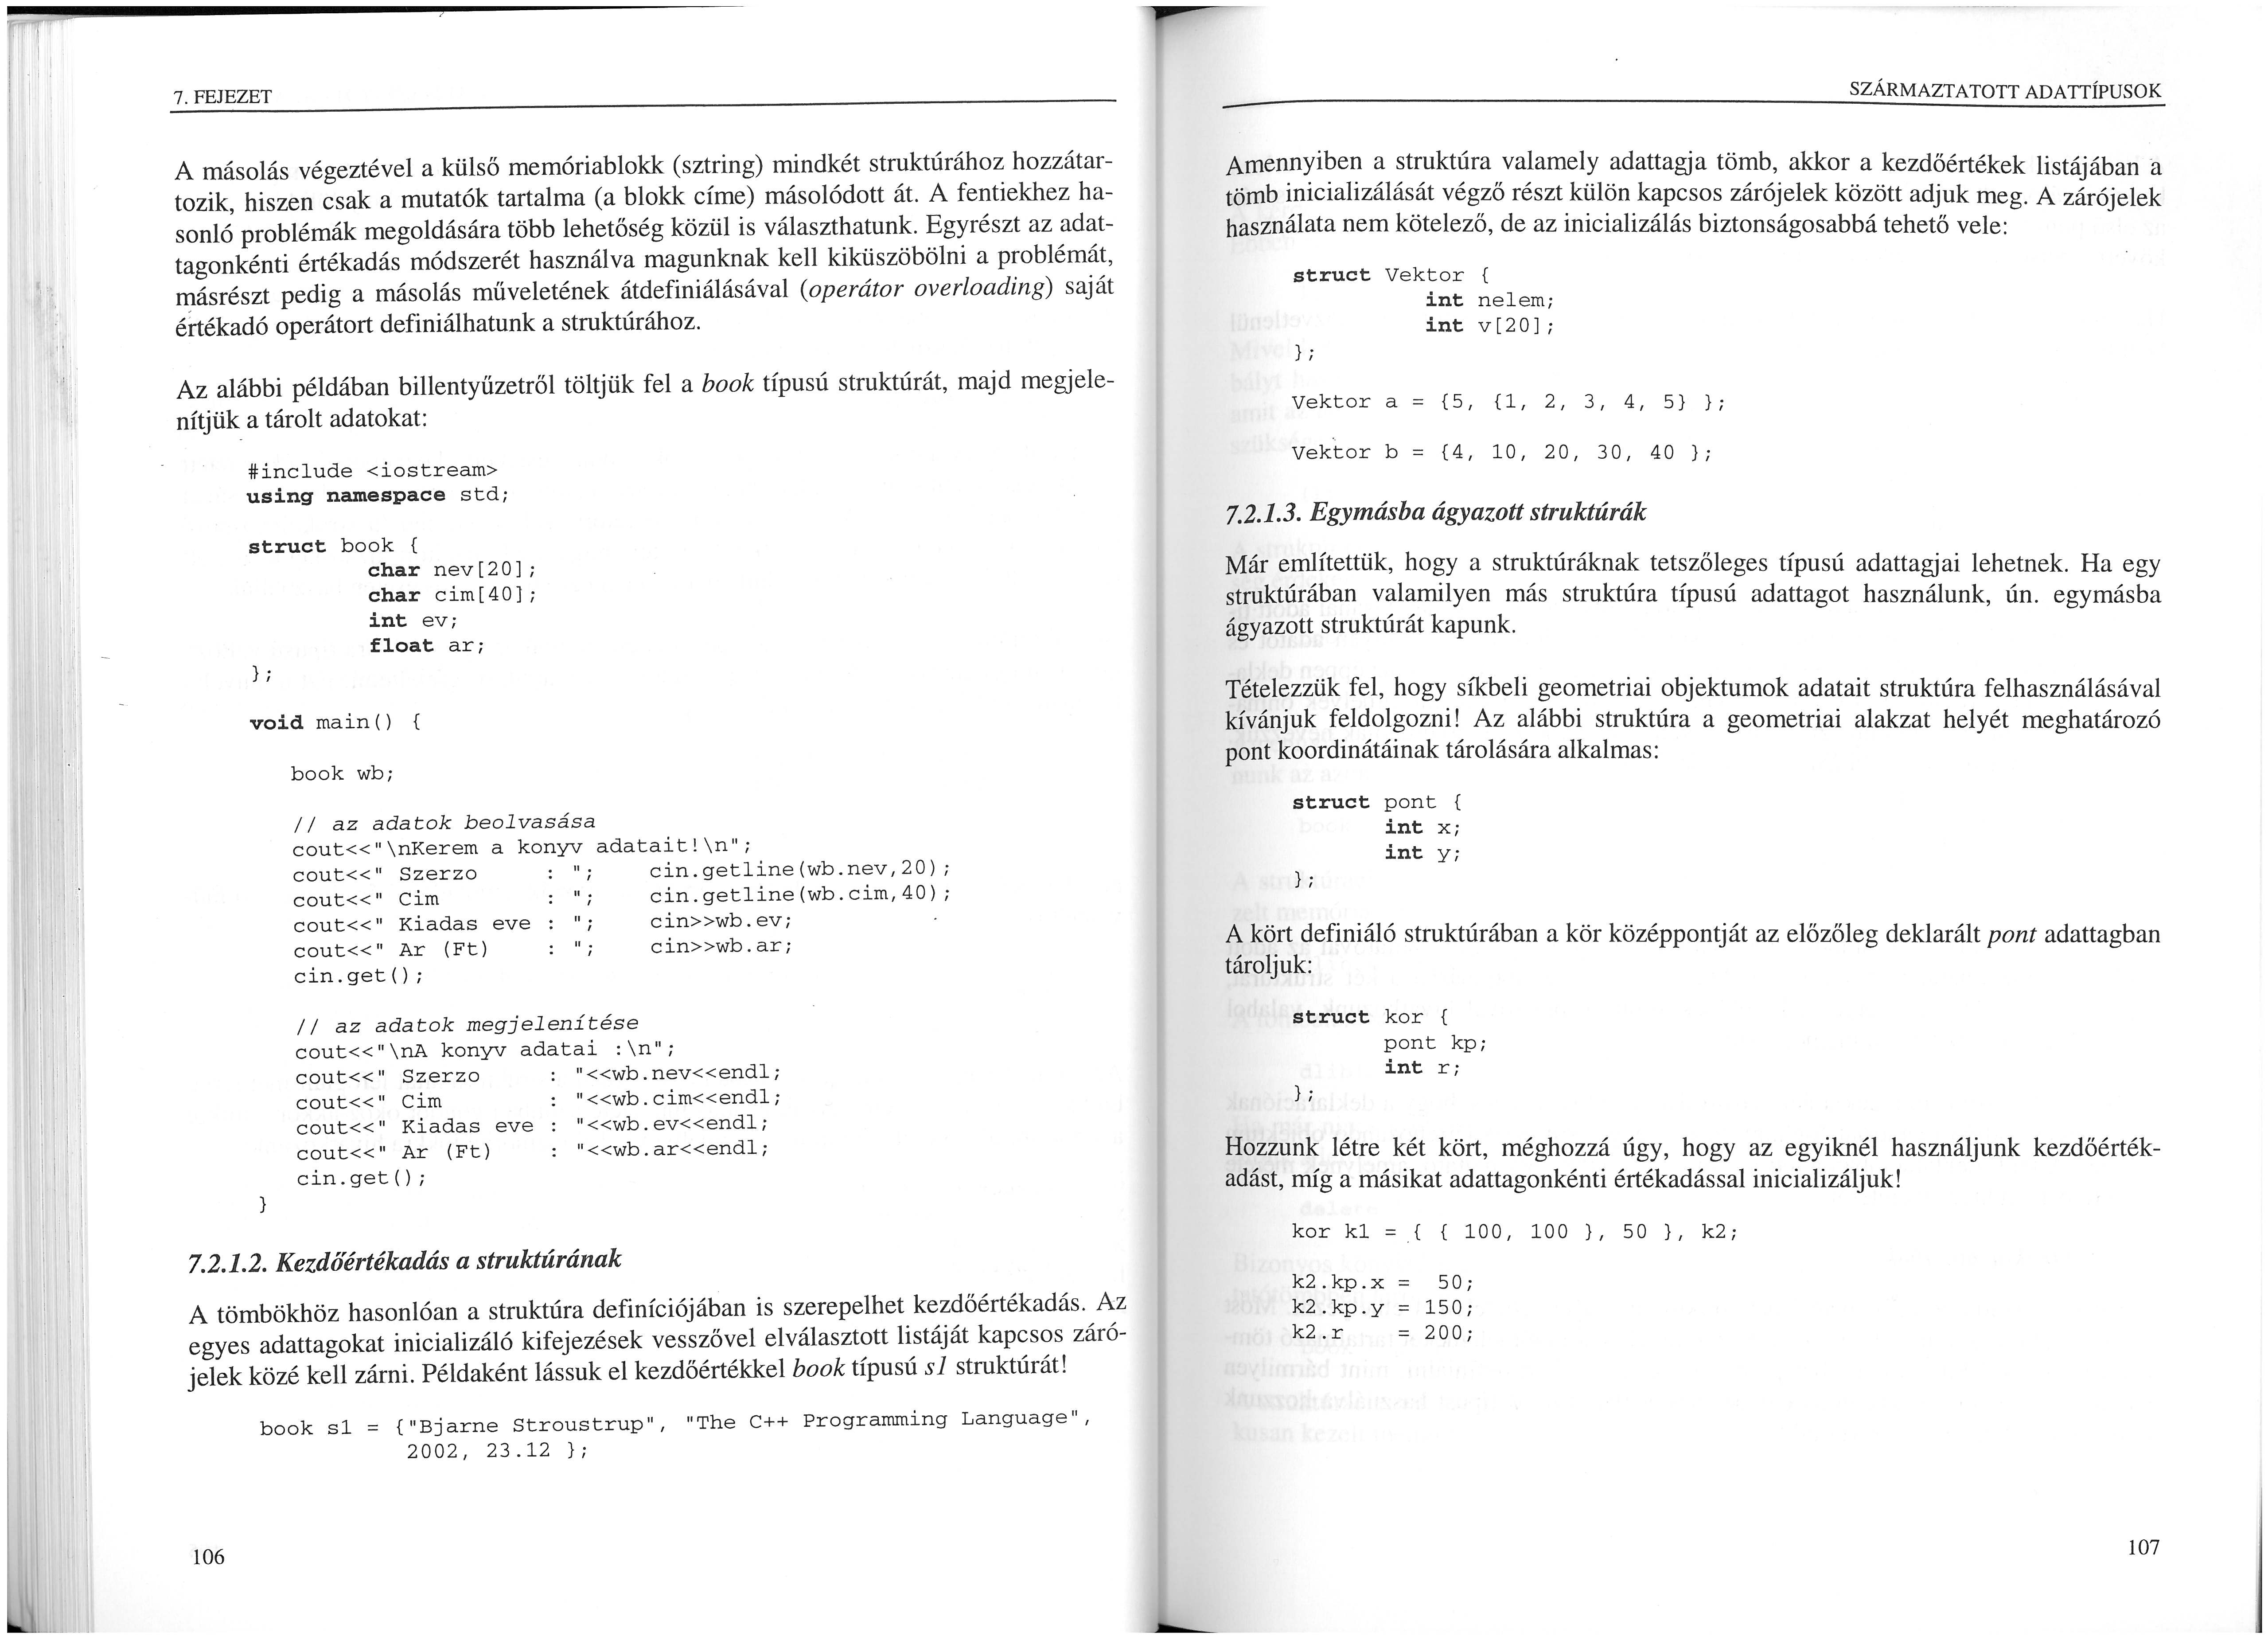 7. FEJEZET
A másolás végeztével a külső memóriablokk (sztring) mindkét struktúrához hozzátar-
tozik, hiszen csak a mutatók tartalma (a blokk címe) másolódott át. A fentiekhez ha-
sonló problémák megoldására több lehetőség közül is választhatunk. Egyrészt az adat-
tagonkénti értékadás módszerét használva magunknak kell kiküszöbölni a problémát,
másrészt pedig a másolás műveletének átdefiniálásával (operátor overloading) saját
értékadó operátort definiálhatunk a struktúrához.
Az alábbi példában billentyűzetről töltjük fel a book típusú struktúrát, majd megjele-
nítjük a tárolt adatokat:
#include <iostream>
using namespace std;
struct book {
char nev[20];
char cim[40];
int ev;
float ar;
};
void main() {
book wb;
// az adatok beolvasása
cout<<"\nKerem a konyv adatait!\n";
cout<<" Szerzo     : ";    cin.getline(wb.nev,20);
cout<<" Cim        : ";    cin.getline(wb.cim,40);
cout<<" Kiadas eve : ";    cin>>wb.ev;
cout<<" Ar (Ft)    : ";    cin>>wb.ar;
cin.get();
// az adatok megjelenítése
cout<<"\nA konyv adatai :\n";
cout<<" Szerzo     : "<<wb.nev<<endl;
cout<<" Cim        : "<<wb.cim<<endl;
cout<<" Kiadas eve : "<<wb.ev<<endl;
cout<<" Ar (Ft)    : "<<wb.ar<<endl;
cin.get();
}
7.2.1.2. Kezdőértékadás a struktúrának
A tömbökhöz hasonlóan a struktúra definíciójában is szerepelhet kezdőértékadás. Az
egyes adattagokat inicializáló kifejezések vesszővel elválasztott listáját kapcsos záró-
jelek közé kell zárni. Példaként lássuk el kezdőértékkel book típusú s1 struktúrát!
book s1 = {"Bjarne Stroustrup", "The C++ Programming Language",
2002, 23.12 };
106
SZÁRMAZTATOTT ADATTÍPUSOK
Amennyiben a struktúra valamely adattagja tömb, akkor a kezdőértékek listájában a
tömb inicializálását végző részt külön kapcsos zárójelek között adjuk meg. A zárójelek
használata nem kötelező, de az inicializálás biztonságosabbá tehető vele:
struct Vektor {
int nelem;
int v[20];
};
Vektor a = {5, {1, 2, 3, 4, 5} };
Vektor b = {4, 10, 20, 30, 40 };
7.2.1.3. Egymásba ágyazott struktúrák
Már említettük, hogy a struktúráknak tetszőleges típusú adattagjai lehetnek. Ha egy
struktúrában valamilyen más struktúra típusú adattagot használunk, ún. egymásba
ágyazott struktúrát kapunk.
Tételezzük fel, hogy síkbeli geometriai objektumok adatait struktúra felhasználásával
kívánjuk feldolgozni! Az alábbi struktúra a geometriai alakzat helyét meghatározó
pont koordinátáinak tárolására alkalmas:
struct pont {
int x;
int y;
};
A kört definiáló struktúrában a kör középpontját az előzőleg deklarált pont adattagban
tároljuk:
struct kor {
pont kp;
int r;
};
Hozzunk létre két kört, méghozzá úgy, hogy az egyiknél használjunk kezdőérték-
adást, míg a másikat adattagonkénti értékadással inicializáljuk!
kor k1 = { { 100, 100 }, 50 }, k2;
k2.kp.x =  50;
k2.kp.y = 150;
k2.r    = 200;
107